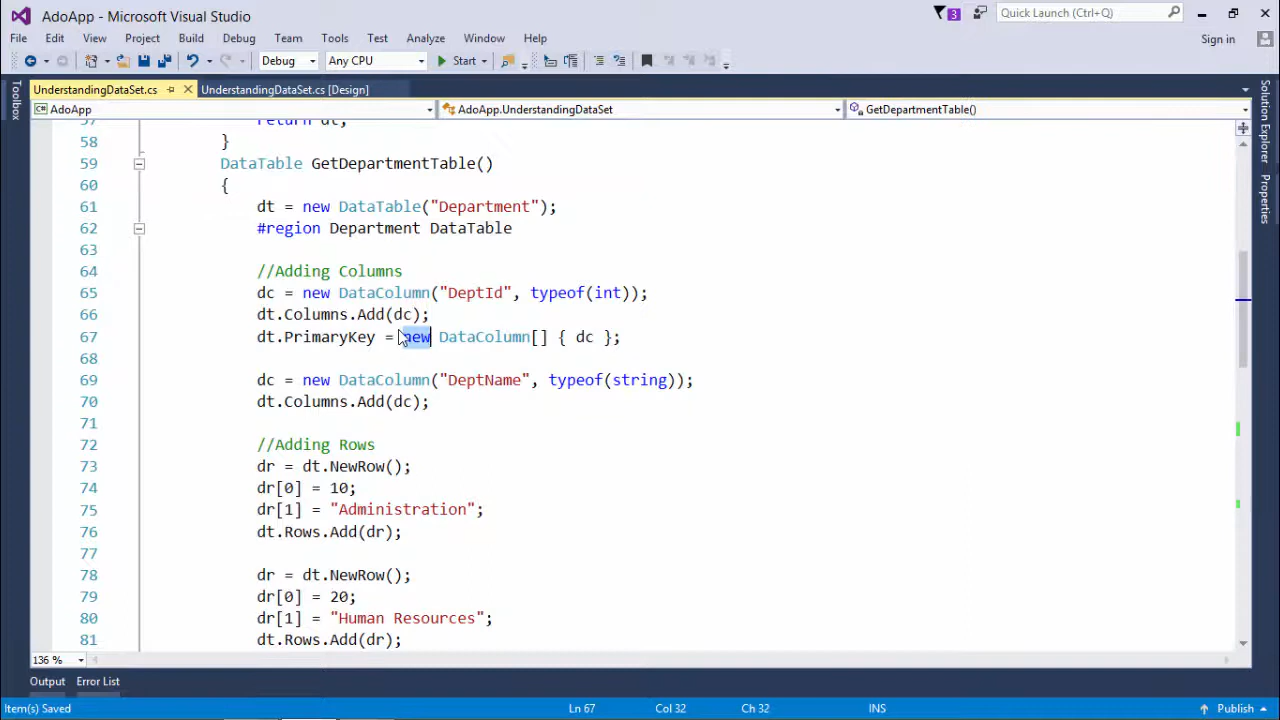 AdoApp - Microsoft Visual Studio
3
Quick Launch (Ctrl+Q)
File Edit View Project Build Debug Team Tools Test Analyze Window Help
Sign in
Debug Any CPU Start
Toolbox
UnderstandingDataSet.cs UnderstandingDataSet.cs [Design]
AdoApp AdoApp.UnderstandingDataSet GetDepartmentTable()
Solution Explorer
Properties
57 return dt;
58 }
59 DataTable GetDepartmentTable()
60 {
61 dt = new DataTable("Department");
62 #region Department DataTable
63
64 //Adding Columns
65 dc = new DataColumn("DeptId", typeof(int));
66 dt.Columns.Add(dc);
67 dt.PrimaryKey = new DataColumn[] { dc };
68
69 dc = new DataColumn("DeptName", typeof(string));
70 dt.Columns.Add(dc);
71
72 //Adding Rows
73 dr = dt.NewRow();
74 dr[0] = 10;
75 dr[1] = "Administration";
76 dt.Rows.Add(dr);
77
78 dr = dt.NewRow();
79 dr[0] = 20;
80 dr[1] = "Human Resources";
81 dt.Rows.Add(dr);
136 %
Output Error List
Item(s) Saved Ln 67 Col 32 Ch 32 INS Publish